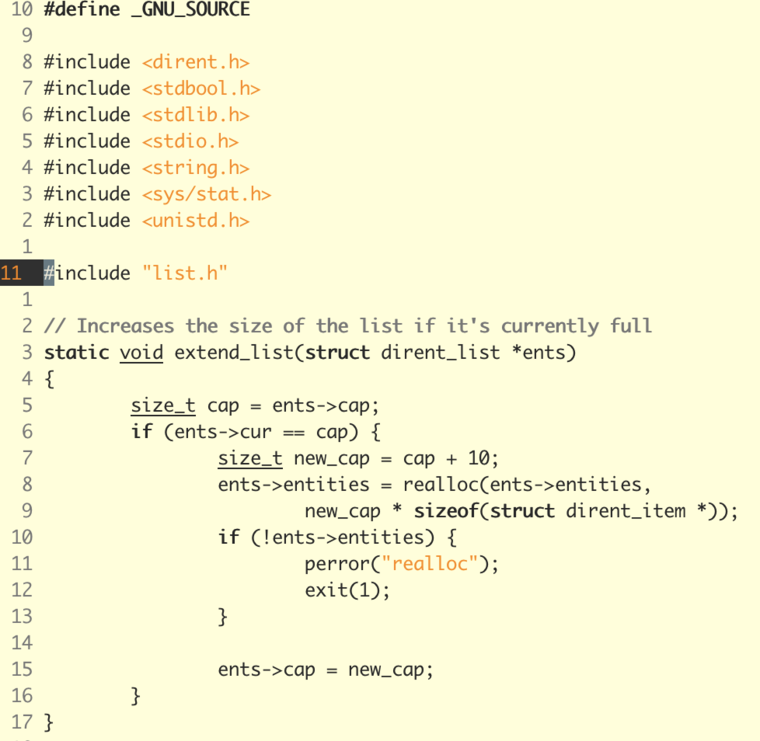 10 #define _GNU_SOURCE
9
8 #include <dirent.h>
7 #include <stdbool.h>
6 #include <stdlib.h>
5 #include <stdio.h>
4 #include <string.h>
3 #include <sys/stat.h>
2 #include <unistd.h>
1
11 #include "list.h"
1
2 // Increases the size of the list if it's currently full
3 static void extend_list(struct dirent_list *ents)
4 {
5         size_t cap = ents->cap;
6         if (ents->cur == cap) {
7                 size_t new_cap = cap + 10;
8                 ents->entities = realloc(ents->entities,
9                         new_cap * sizeof(struct dirent_item *));
10                 if (!ents->entities) {
11                         perror("realloc");
12                         exit(1);
13                 }
14
15                 ents->cap = new_cap;
16         }
17 }